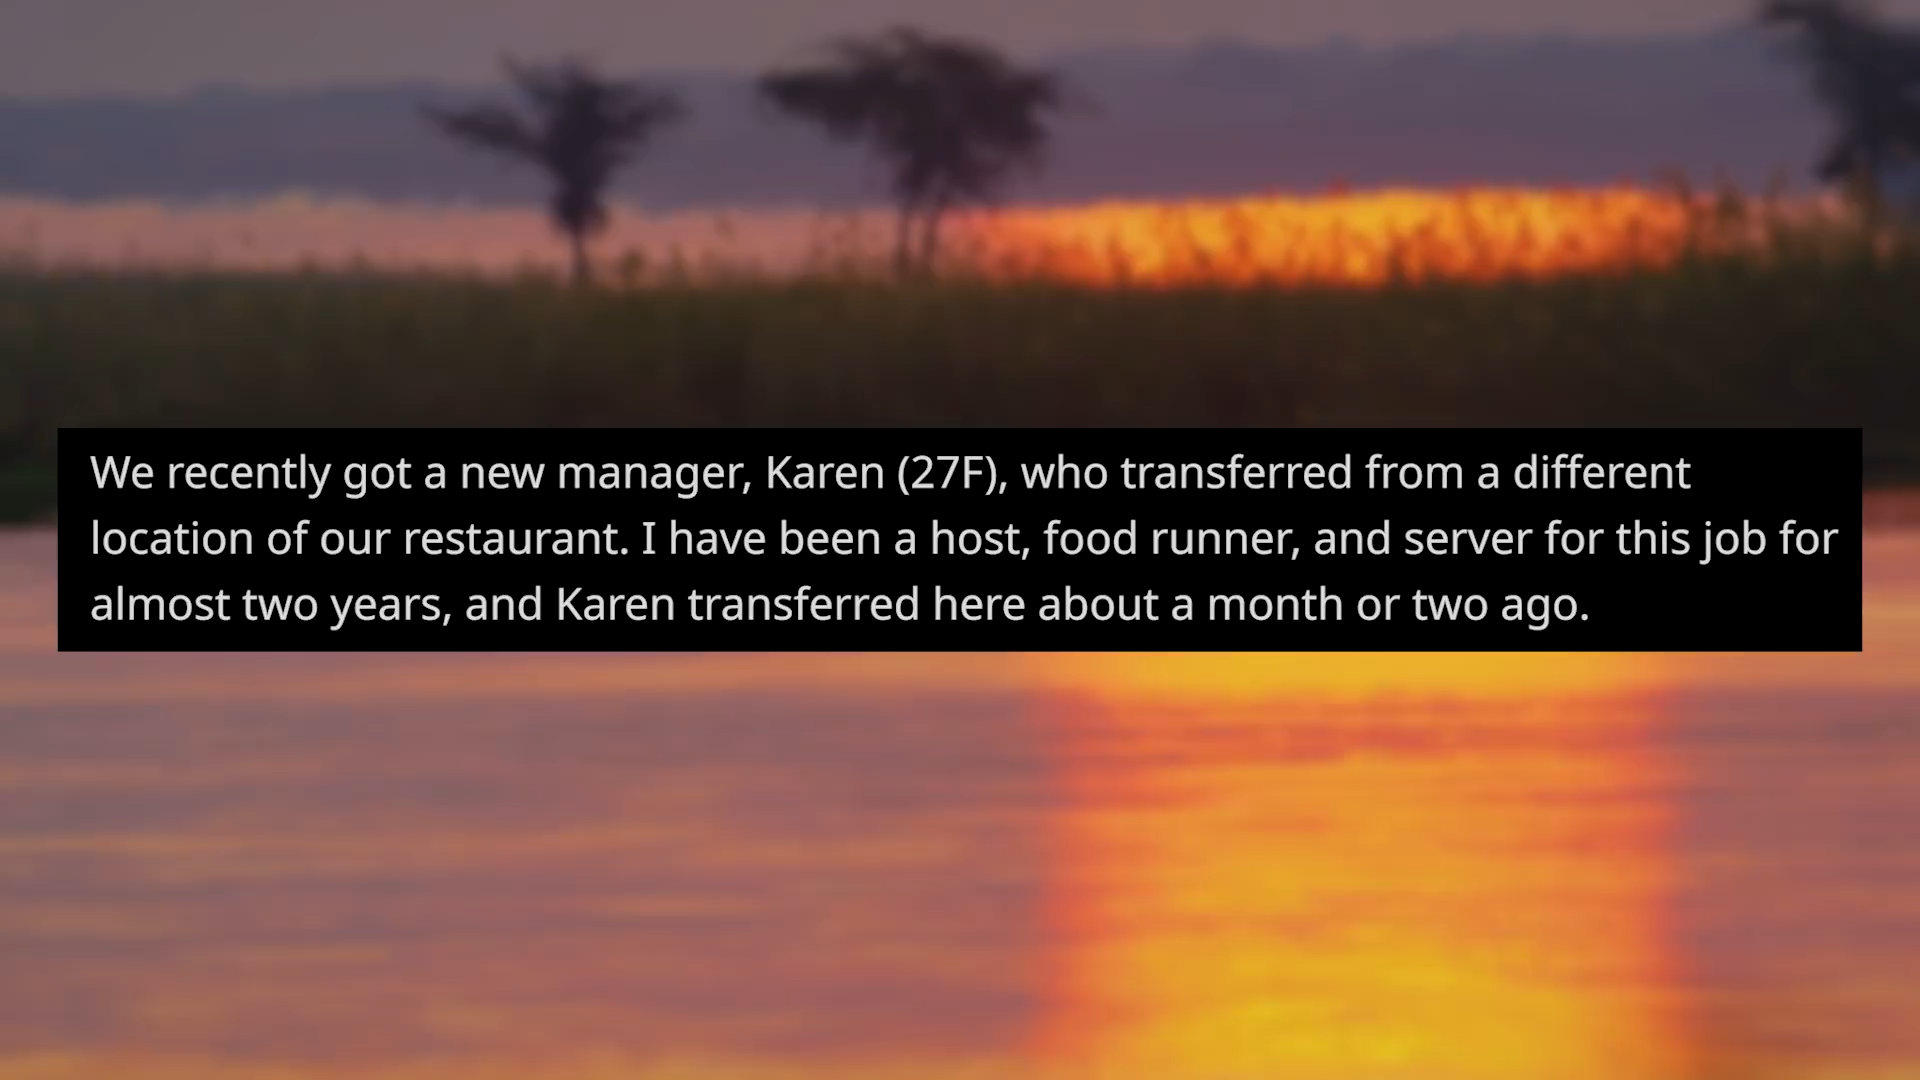 We recently got a new manager, Karen (27F), who transferred from a different
location of our restaurant. I have been a host, food runner, and server for this job for
almost two years, and Karen transferred here about a month or two ago.